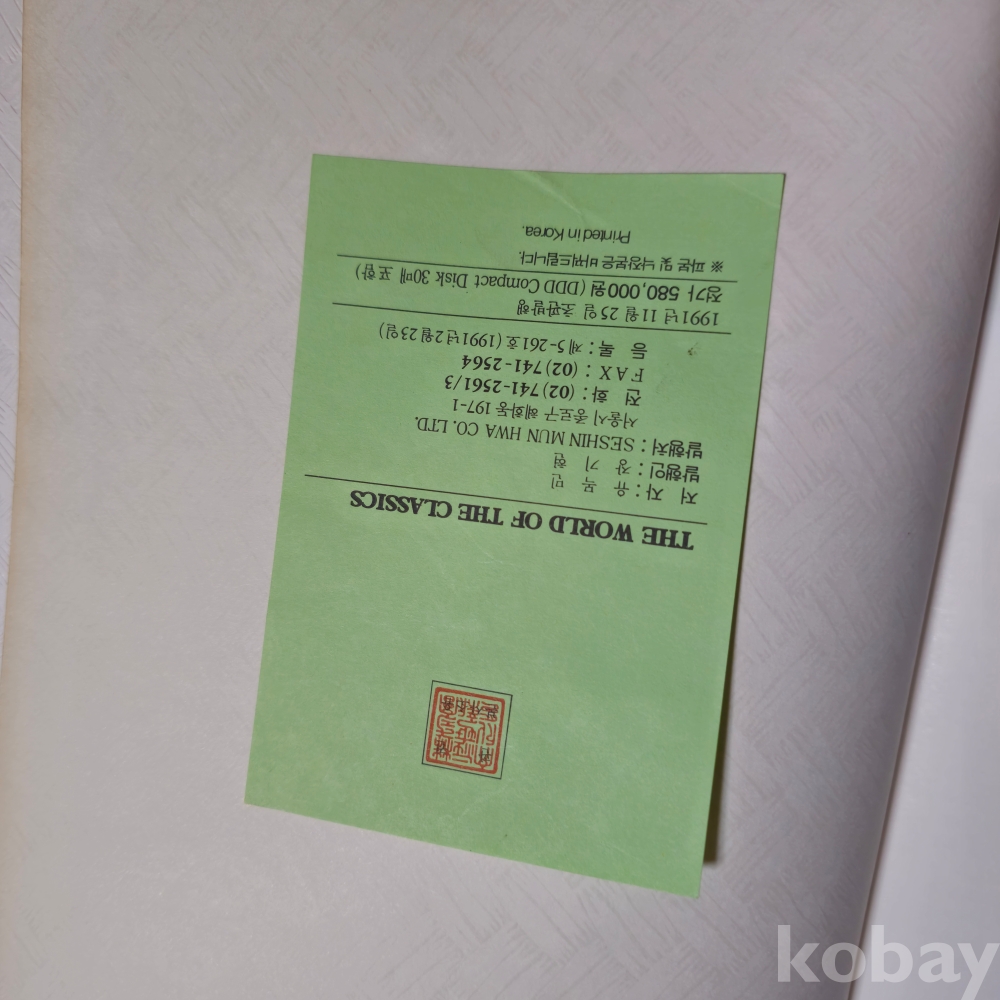 THE WORLD OF THE CLASSICS
저 자 : 유 목 민
발행인 : 장 기 현
발행처 : SESHIN MUN HWA CO. LTD.
서울시 종로구 혜화동 197-1
전 화 : (02) 741-2561/3
FAX : (02) 741-2564
등 록 : 제5-261호 (1991년 2월 23일)
1991년 11월 25일 초판발행
정가 580,000원 (DDD Compact Disk 30매 포함)
※ 파본 및 낙장본은 바꿔드립니다.
Printed in Korea.
kobay